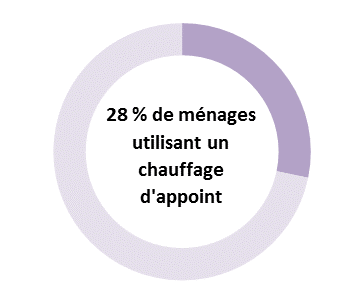 28 % de ménages
utilisant un
chauffage
d'appoint